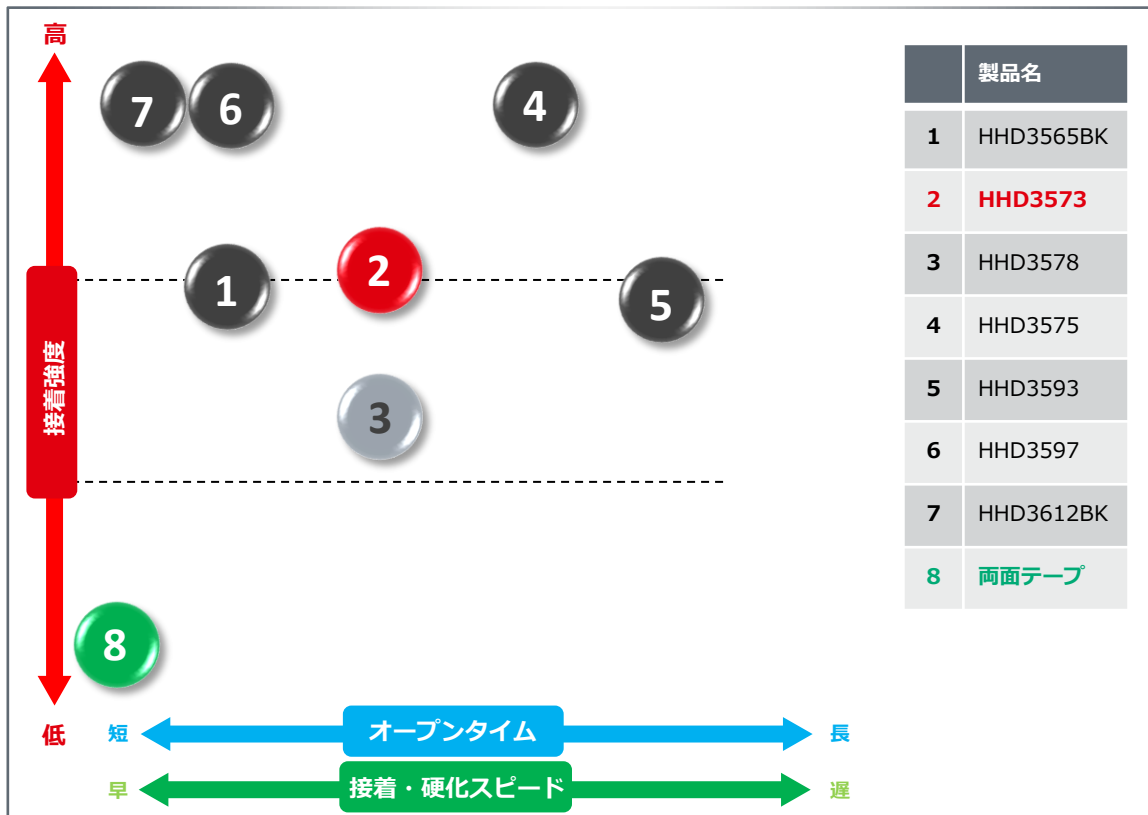 高
7
6
4
1
2
5
3
8
接着強度
低
短
オープンタイム
長
早
接着・硬化スピード
遅
製品名
1 HHD3565BK
2 HHD3573
3 HHD3578
4 HHD3575
5 HHD3593
6 HHD3597
7 HHD3612BK
8 両面テープ